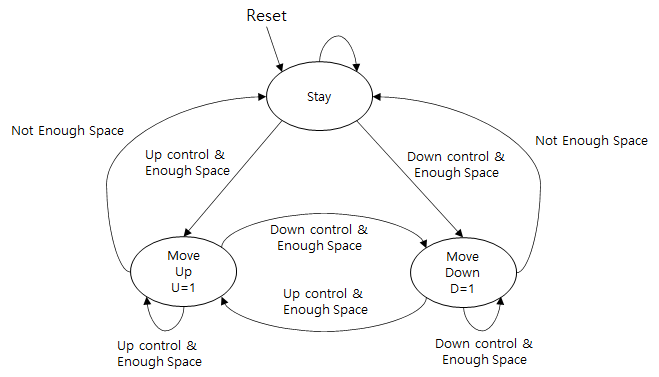 Reset
Stay
Not Enough Space
Not Enough Space
Up control &
Enough Space
Down control &
Enough Space
Down control &
Enough Space
Move
Up
U=1
Move
Down
D=1
Up control &
Enough Space
Up control &
Enough Space
Down control &
Enough Space